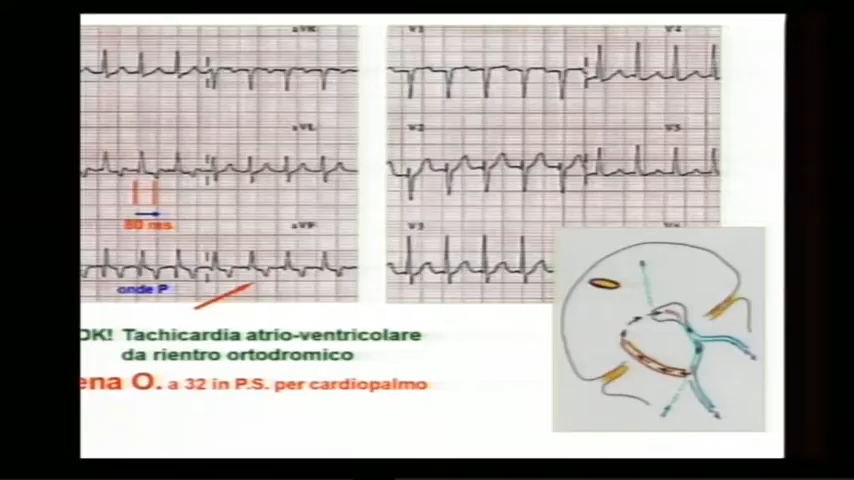 aVR
V1
V4
aVL
V2
V5
80 ms
aVF
V3
onde P
OK! Tachicardia atrio-ventricolare
da rientro ortodromico
ena O. a 32 in P.S. per cardiopalmo